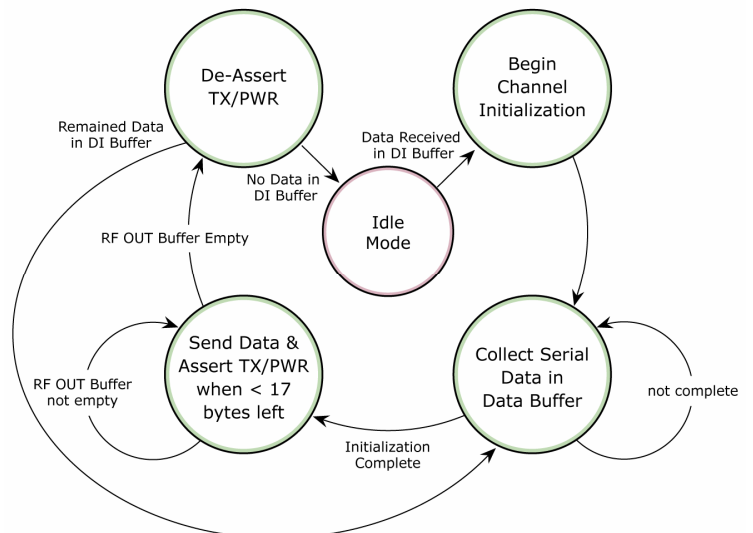 De-Assert
TX/PWR
Begin
Channel
Initialization
Remained Data
in DI Buffer
Data Received
in DI Buffer
No Data in
DI Buffer
Idle
Mode
RF OUT Buffer Empty
Send Data &
Assert TX/PWR
when < 17
bytes left
Collect Serial
Data in
Data Buffer
RF OUT Buffer
not empty
not complete
Initialization
Complete